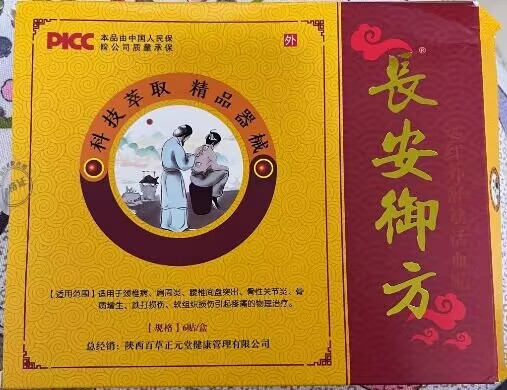 PICC
本品由中国人民保
险公司质量承保
外
科技萃取 精品器械
長安御方
®
【适用范围】适用于颈椎病、肩周炎、腰椎间盘突出、骨性关节炎、骨
质增生、跌打损伤、软组织损伤引起疼痛的物理治疗。
【规格】6贴/盒
总经销：陕西百草正元堂健康管理有限公司